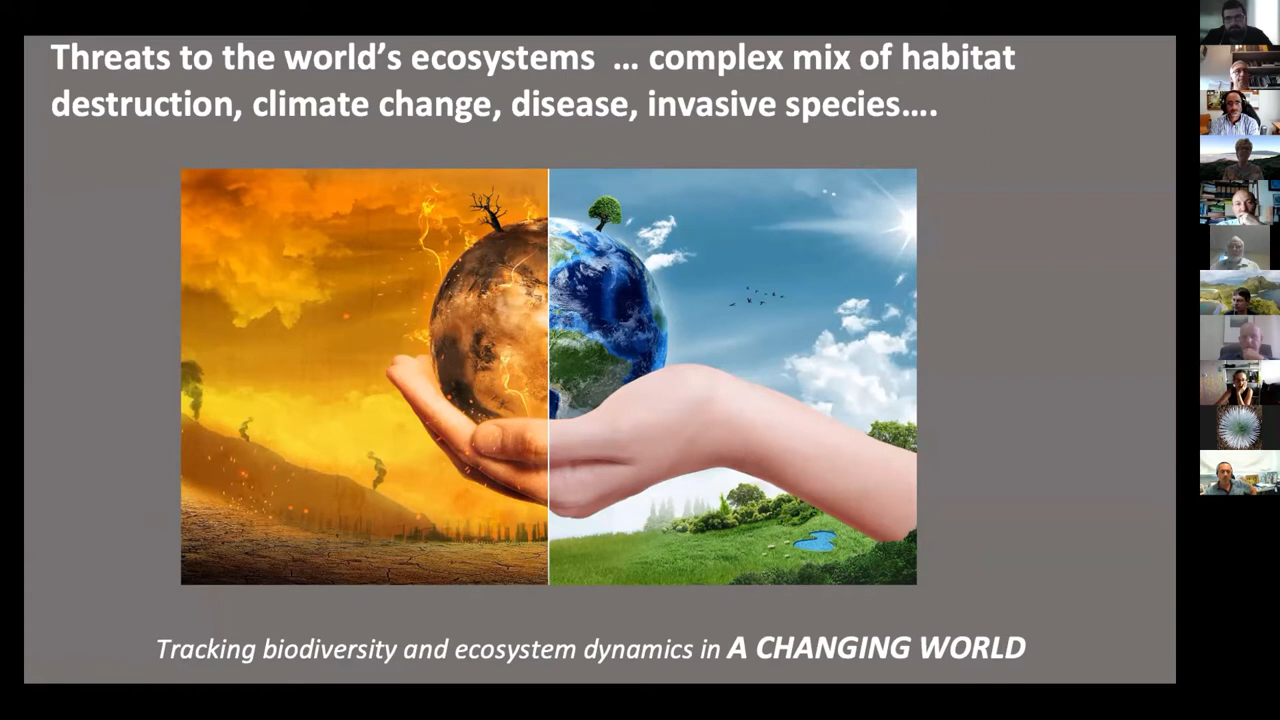 Threats to the world’s ecosystems … complex mix of habitat
destruction, climate change, disease, invasive species….
Tracking biodiversity and ecosystem dynamics in A CHANGING WORLD